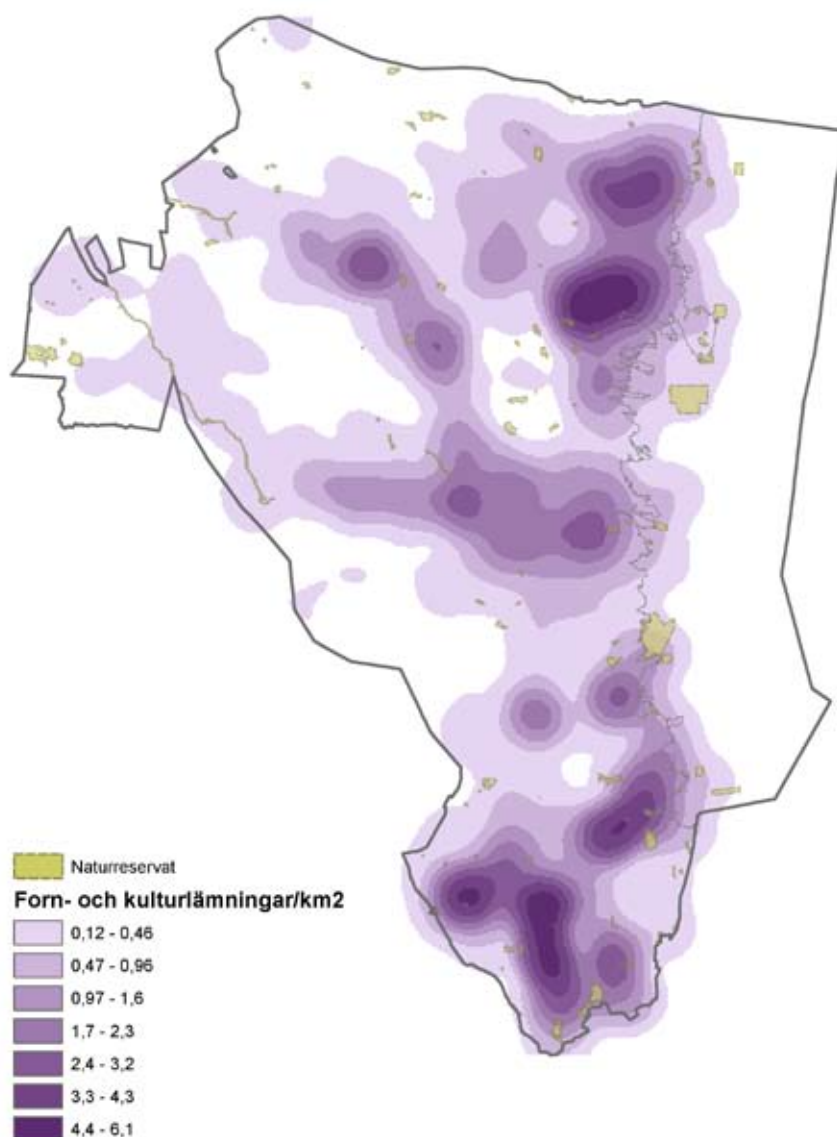 Naturreservat
Forn- och kulturlämningar/km2
0,12 - 0,46
0,47 - 0,96
0,97 - 1,6
1,7 - 2,3
2,4 - 3,2
3,3 - 4,3
4,4 - 6,1